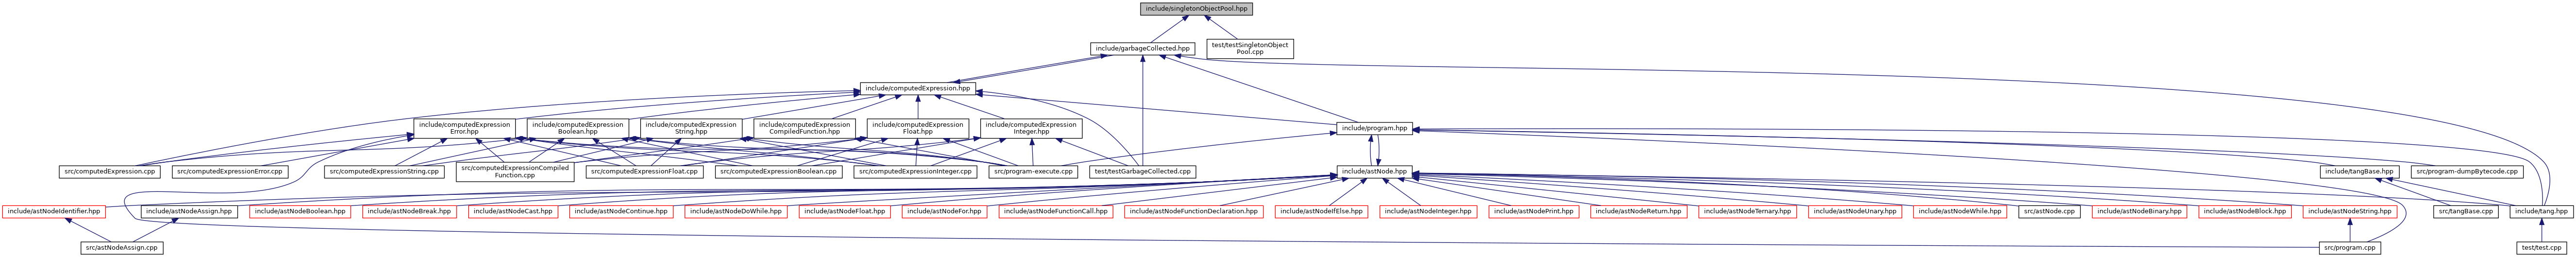 include/singletonObjectPool.hpp
include/garbageCollected.hpp
test/testSingletonObject
Pool.cpp
include/computedExpression.hpp
include/computedExpression
Error.hpp
include/computedExpression
Boolean.hpp
include/computedExpression
String.hpp
include/computedExpression
CompiledFunction.hpp
include/computedExpression
Float.hpp
include/computedExpression
Integer.hpp
include/program.hpp
src/computedExpression.cpp
src/computedExpressionError.cpp
src/computedExpressionString.cpp
src/computedExpressionCompiled
Function.cpp
src/computedExpressionFloat.cpp
src/computedExpressionBoolean.cpp
src/computedExpressionInteger.cpp
src/program-execute.cpp
test/testGarbageCollected.cpp
include/astNode.hpp
include/tangBase.hpp
src/program-dumpBytecode.cpp
include/astNodeIdentifier.hpp
include/astNodeAssign.hpp
include/astNodeBoolean.hpp
include/astNodeBreak.hpp
include/astNodeCast.hpp
include/astNodeContinue.hpp
include/astNodeDoWhile.hpp
include/astNodeFloat.hpp
include/astNodeFor.hpp
include/astNodeFunctionCall.hpp
include/astNodeFunctionDeclaration.hpp
include/astNodeIfElse.hpp
include/astNodeInteger.hpp
include/astNodePrint.hpp
include/astNodeReturn.hpp
include/astNodeTernary.hpp
include/astNodeUnary.hpp
include/astNodeWhile.hpp
src/astNode.cpp
include/astNodeBinary.hpp
include/astNodeBlock.hpp
include/astNodeString.hpp
src/tangBase.cpp
include/tang.hpp
src/astNodeAssign.cpp
src/program.cpp
test/test.cpp